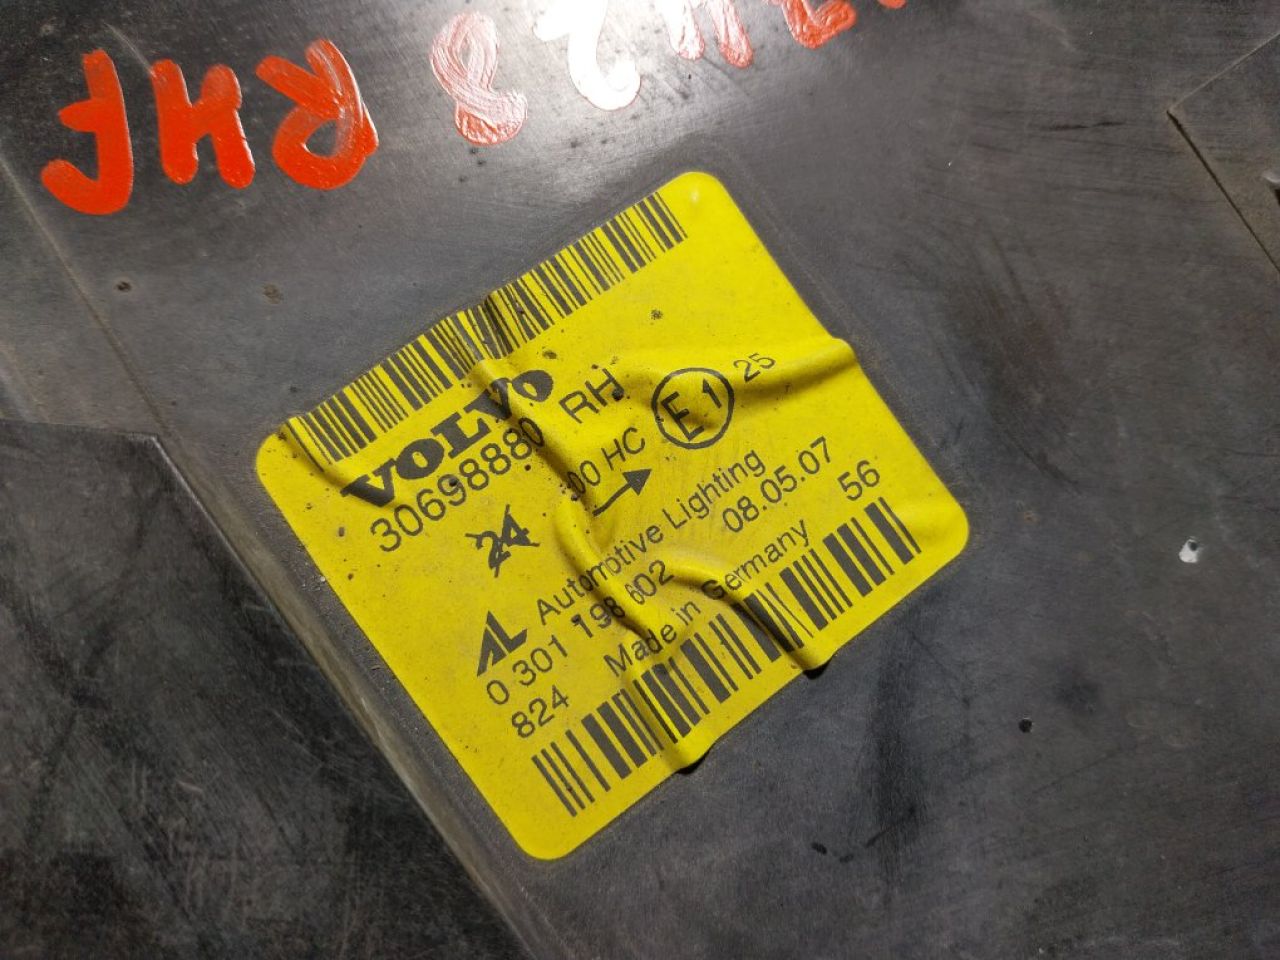 RHF
VOLVO
30698880 RH
24 00 HC E1 25
AL Automotive Lighting
0 301 198 602 08.05.07
824 Made in Germany 56